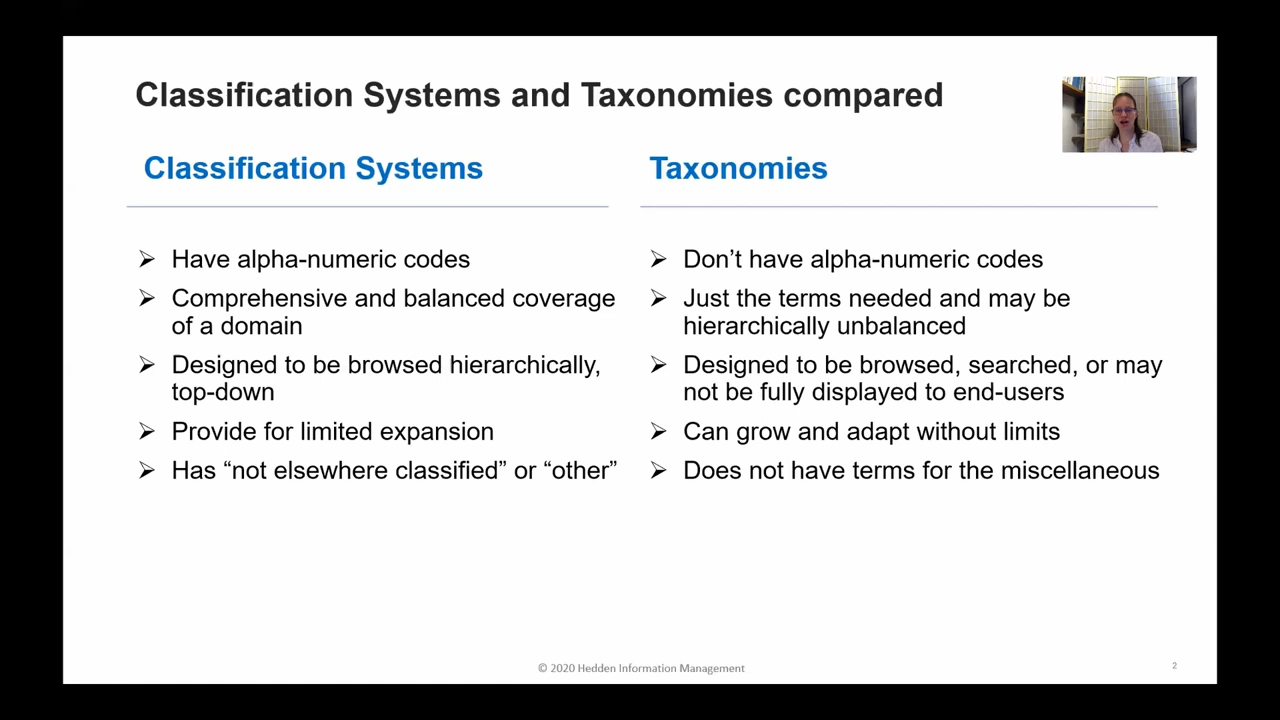 Classification Systems and Taxonomies compared
Classification Systems
Have alpha-numeric codes
Comprehensive and balanced coverage
of a domain
Designed to be browsed hierarchically,
top-down
Provide for limited expansion
Has “not elsewhere classified” or “other”
Taxonomies
Don’t have alpha-numeric codes
Just the terms needed and may be
hierarchically unbalanced
Designed to be browsed, searched, or may
not be fully displayed to end-users
Can grow and adapt without limits
Does not have terms for the miscellaneous
© 2020 Hedden Information Management
2